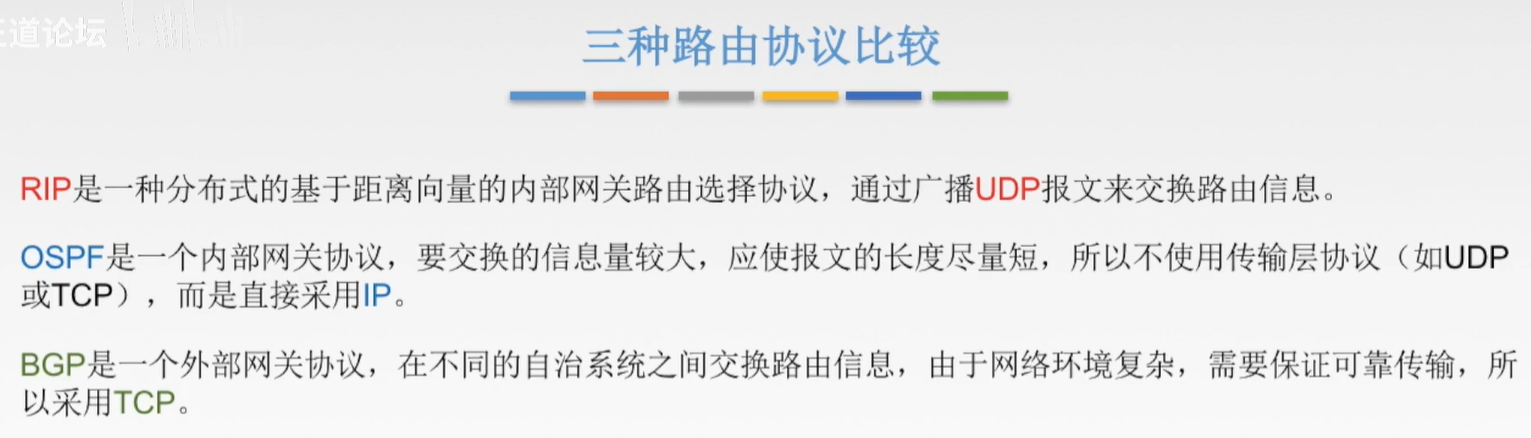 王道论坛
三种路由协议比较
RIP是一种分布式的基于距离向量的内部网关路由选择协议，通过广播UDP报文来交换路由信息。
OSPF是一个内部网关协议，要交换的信息量较大，应使报文的长度尽量短，所以不使用传输层协议（如UDP
或TCP），而是直接采用IP。
BGP是一个外部网关协议，在不同的自治系统之间交换路由信息，由于网络环境复杂，需要保证可靠传输，所
以采用TCP。